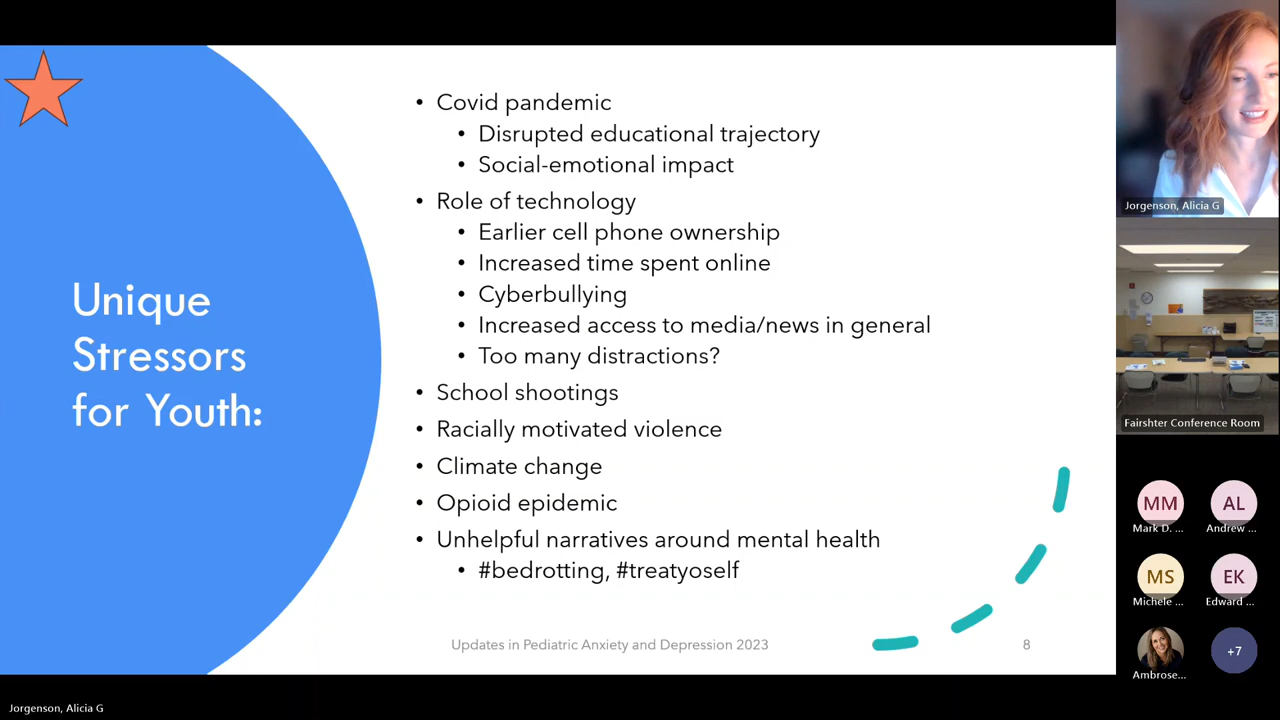 Unique
Stressors
for Youth:
• Covid pandemic
• Disrupted educational trajectory
• Social-emotional impact
• Role of technology
• Earlier cell phone ownership
• Increased time spent online
• Cyberbullying
• Increased access to media/news in general
• Too many distractions?
• School shootings
• Racially motivated violence
• Climate change
• Opioid epidemic
• Unhelpful narratives around mental health
• #bedrotting, #treatyoself
Updates in Pediatric Anxiety and Depression 2023
8
Jorgenson, Alicia G
Fairshter Conference Room
MM
Mark D. ...
AL
Andrew ...
MS
Michele ...
EK
Edward ...
Ambrose...
+7
Jorgenson, Alicia G